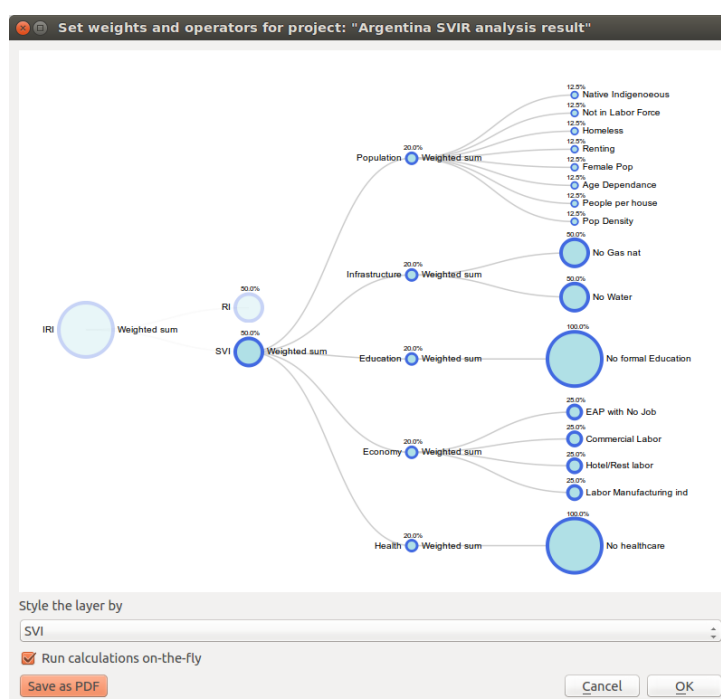 Set weights and operators for project: "Argentina SVIR analysis result"
12.5%
Native Indigenoeous
12.5%
Not in Labor Force
12.5%
Homeless
12.5%
Renting
12.5%
Female Pop
12.5%
Age Dependance
12.5%
People per house
12.5%
Pop Density
20.0%
Population Weighted sum
50.0%
No Gas nat
20.0%
Infrastructure Weighted sum
50.0%
No Water
50.0%
RI
IRI Weighted sum
50.0%
SVI Weighted sum
100.0%
No formal Education
20.0%
Education Weighted sum
25.0%
EAP with No Job
25.0%
Commercial Labor
20.0%
Economy Weighted sum
25.0%
Hotel/Rest labor
25.0%
Labor Manufacturing ind
100.0%
No healthcare
20.0%
Health Weighted sum
Style the layer by
SVI
Run calculations on-the-fly
Save as PDF Cancel OK